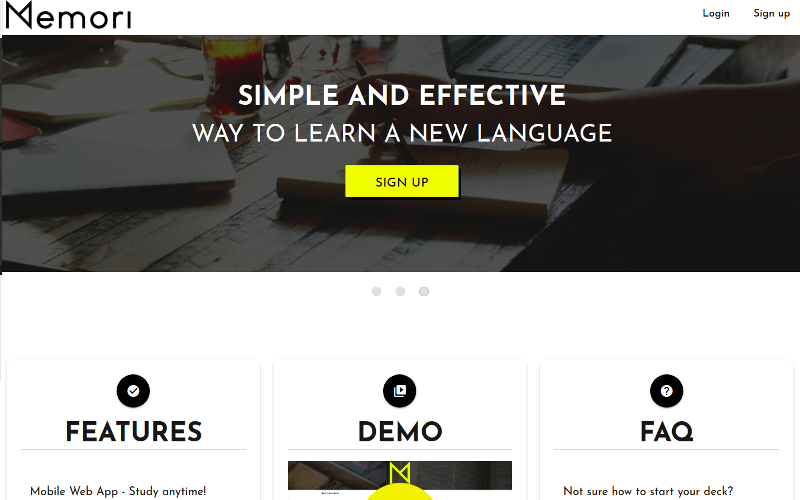 Memori
Login
Sign up
SIMPLE AND EFFECTIVE
WAY TO LEARN A NEW LANGUAGE
SIGN UP
FEATURES
DEMO
FAQ
Mobile Web App - Study anytime!
Not sure how to start your deck?